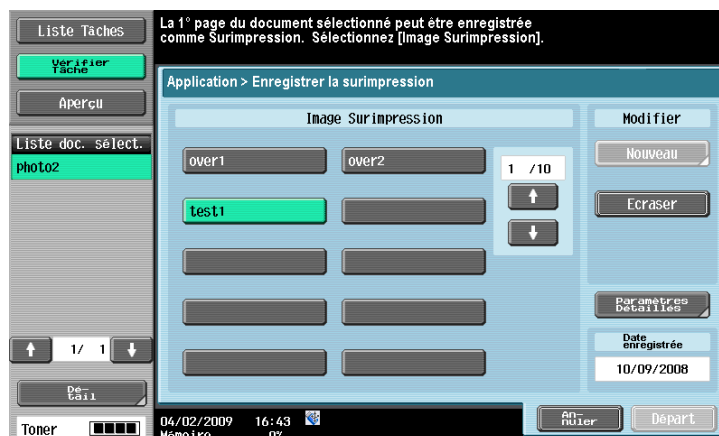 Liste Tâches
Vérifier
Tâche
Aperçu
Liste doc. sélect.
photo2
1/ 1
Dé-
tail
Toner
La 1° page du document sélectionné peut être enregistrée
comme Surimpression. Sélectionnez [Image Surimpression].
Application > Enregistrer la surimpression
Image Surimpression
over1
over2
test1
1 /10
Modifier
Nouveau
Ecraser
Paramètres
Détaillés
Date
enregistrée
10/09/2008
04/02/2009 16:43
Mémoire 0%
An-
nuler
Départ